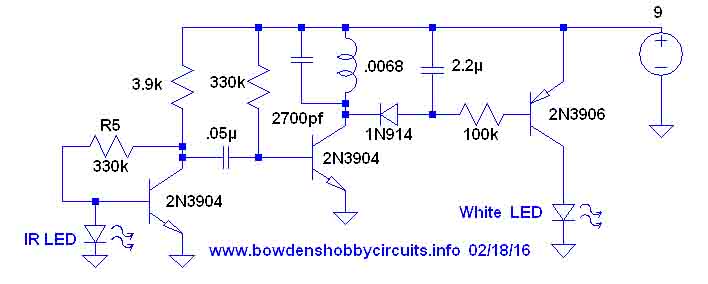 9
.0068
2.2µ
3.9k
330k
2N3906
R5
2700pf
1N914
100k
330k
.05µ
2N3904
2N3904
White LED
IR LED
www.bowdenshobbycircuits.info 02/18/16